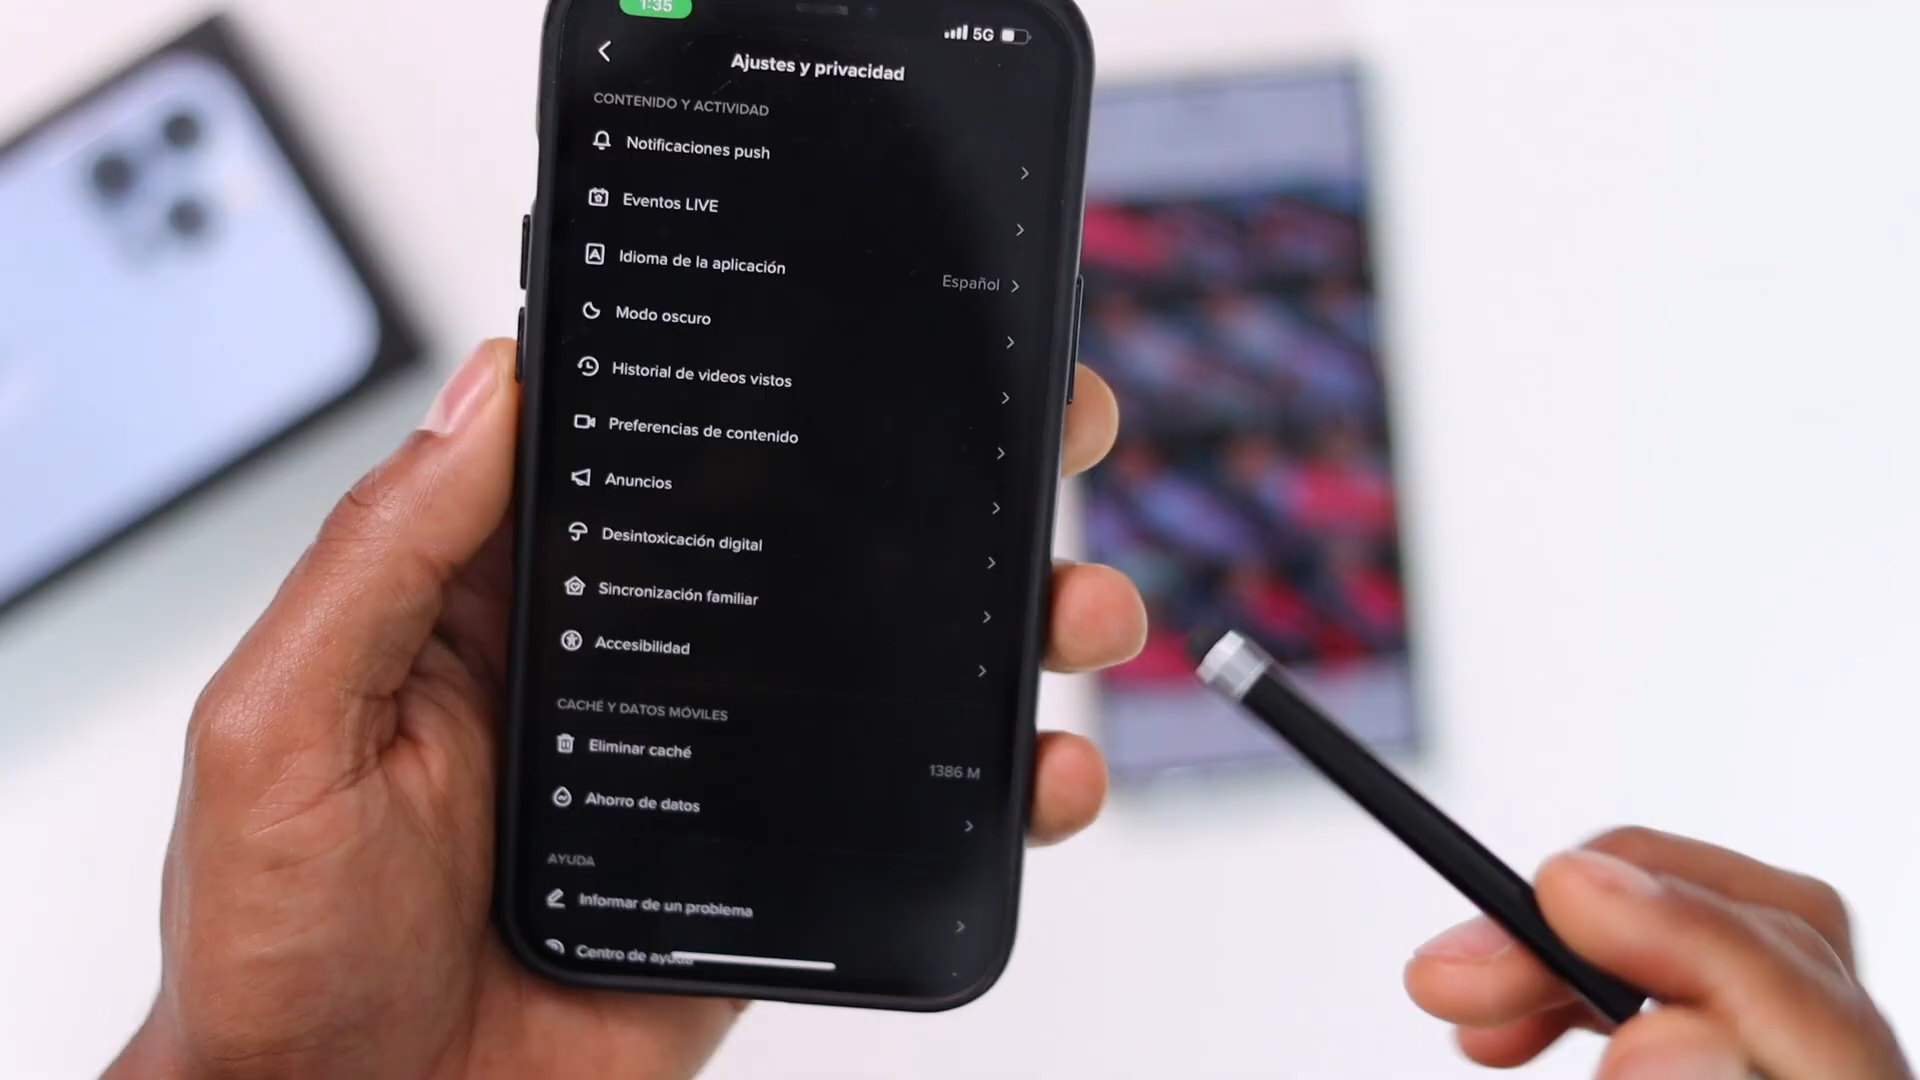 1:35
5G
Ajustes y privacidad
CONTENIDO Y ACTIVIDAD
Notificaciones push
Eventos LIVE
Idioma de la aplicación Español
Modo oscuro
Historial de videos vistos
Preferencias de contenido
Anuncios
Desintoxicación digital
Sincronización familiar
Accesibilidad
CACHÉ Y DATOS MÓVILES
Eliminar caché 1386 M
Ahorro de datos
AYUDA
Informar de un problema
Centro de ayuda